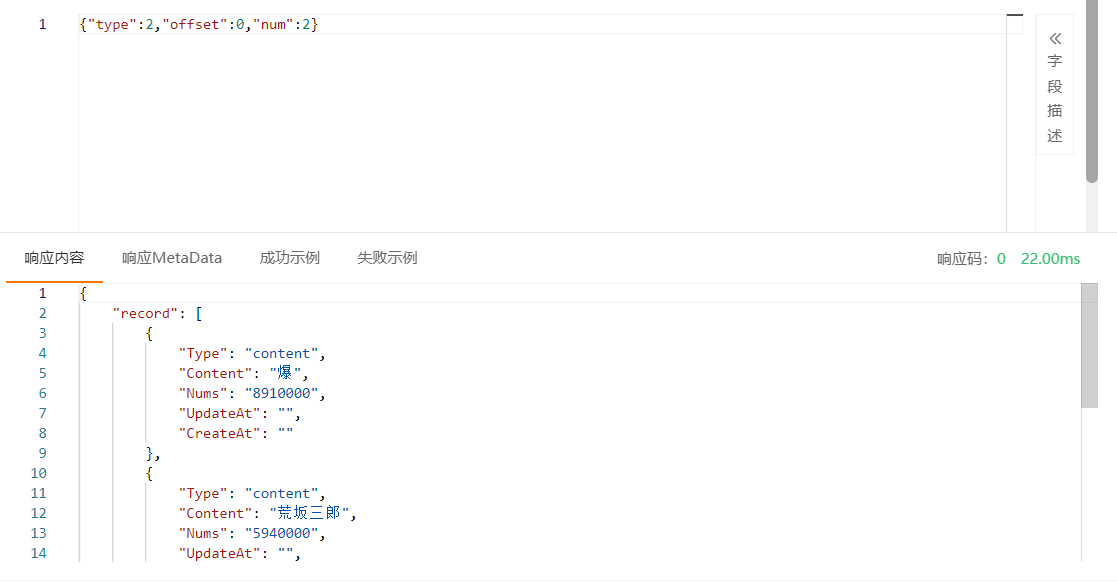 1 {"type":2,"offset":0,"num":2}
字
段
描
述
响应内容 响应MetaData 成功示例 失败示例 响应码：0 22.00ms
1 {
2 "record": [
3 {
4 "Type": "content",
5 "Content": "爆",
6 "Nums": "8910000",
7 "UpdateAt": "",
8 "CreateAt": ""
9 },
10 {
11 "Type": "content",
12 "Content": "荒坂三郎",
13 "Nums": "5940000",
14 "UpdateAt": "",